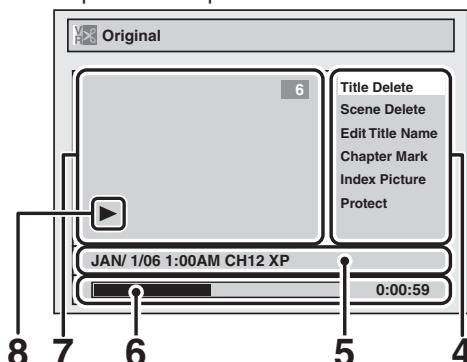 Original
6
Title Delete
Scene Delete
Edit Title Name
Chapter Mark
Index Picture
Protect
JAN/ 1/06 1:00AM CH12 XP
0:00:59
8 7 6 5 4